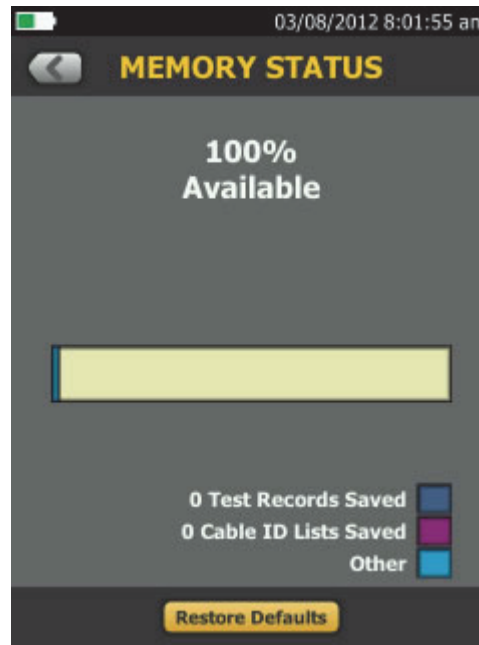 03/08/2012 8:01:55 am
MEMORY STATUS
100%
Available
0 Test Records Saved
0 Cable ID Lists Saved
Other
Restore Defaults